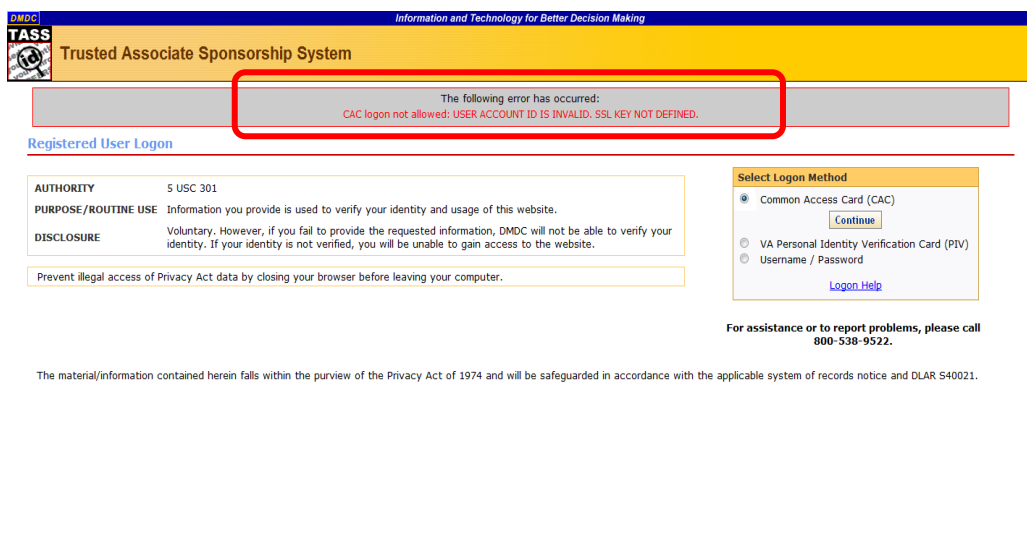 DMDC
Information and Technology for Better Decision Making
TASS
id
Trusted Associate Sponsorship System
The following error has occurred:
CAC logon not allowed: USER ACCOUNT ID IS INVALID. SSL KEY NOT DEFINED.
Registered User Logon
AUTHORITY 5 USC 301
PURPOSE/ROUTINE USE Information you provide is used to verify your identity and usage of this website.
DISCLOSURE Voluntary. However, if you fail to provide the requested information, DMDC will not be able to verify your
identity. If your identity is not verified, you will be unable to gain access to the website.
Prevent illegal access of Privacy Act data by closing your browser before leaving your computer.
Select Logon Method
Common Access Card (CAC)
Continue
VA Personal Identity Verification Card (PIV)
Username / Password
Logon Help
For assistance or to report problems, please call
800-538-9522.
The material/information contained herein falls within the purview of the Privacy Act of 1974 and will be safeguarded in accordance with the applicable system of records notice and DLAR S40021.